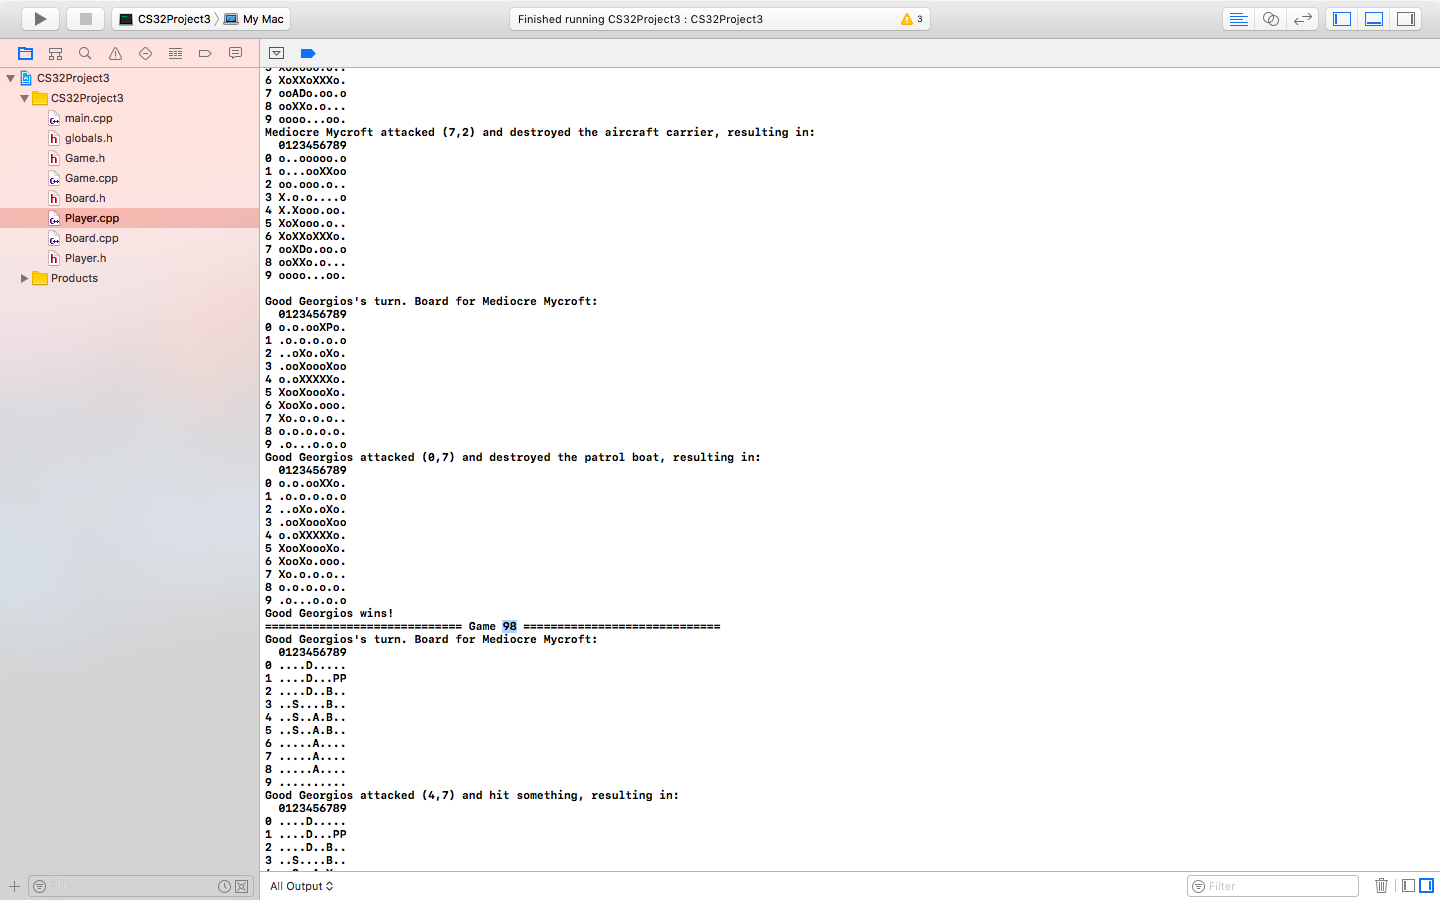 CS32Project3 〉 My Mac
Finished running CS32Project3 : CS32Project3
3
CS32Project3
CS32Project3
main.cpp
globals.h
Game.h
Game.cpp
Board.h
Player.cpp
Board.cpp
Player.h
Products
Filter
5 XoXooo.o..
6 XoXXoXXXo.
7 ooADo.oo.o
8 ooXXo.o...
9 oooo...oo.
Mediocre Mycroft attacked (7,2) and destroyed the aircraft carrier, resulting in:
0123456789
0 o..ooooo.o
1 o...ooXXoo
2 oo.ooo.o..
3 X.o.o....o
4 X.Xooo.oo.
5 XoXooo.o..
6 XoXXoXXXo.
7 ooXDo.oo.o
8 ooXXo.o...
9 oooo...oo.
Good Georgios's turn. Board for Mediocre Mycroft:
0123456789
0 o.o.ooXPo.
1 .o.o.o.o.o
2 ..oXo.oXo.
3 .ooXoooXoo
4 o.oXXXXXo.
5 XooXoooXo.
6 XooXo.ooo.
7 Xo.o.o.o..
8 o.o.o.o.o.
9 .o...o.o.o
Good Georgios attacked (0,7) and destroyed the patrol boat, resulting in:
0123456789
0 o.o.ooXXo.
1 .o.o.o.o.o
2 ..oXo.oXo.
3 .ooXoooXoo
4 o.oXXXXXo.
5 XooXoooXo.
6 XooXo.ooo.
7 Xo.o.o.o..
8 o.o.o.o.o.
9 .o...o.o.o
Good Georgios wins!
============================= Game 98 =============================
Good Georgios's turn. Board for Mediocre Mycroft:
0123456789
0 ....D.....
1 ....D...PP
2 ....D..B..
3 ..S....B..
4 ..S..A.B..
5 ..S..A.B..
6 .....A....
7 .....A....
8 .....A....
9 ..........
Good Georgios attacked (4,7) and hit something, resulting in:
0123456789
0 ....D.....
1 ....D...PP
2 ....D..B..
3 ..S....B..
All Output
Filter